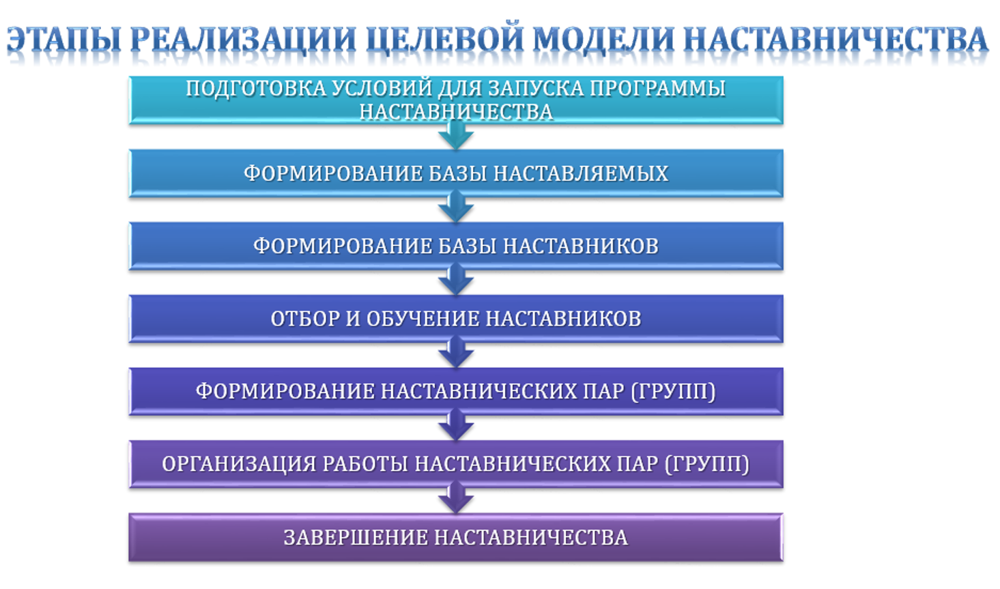 ЭТАПЫ РЕАЛИЗАЦИИ ЦЕЛЕВОЙ МОДЕЛИ НАСТАВНИЧЕСТВА
ПОДГОТОВКА УСЛОВИЙ ДЛЯ ЗАПУСКА ПРОГРАММЫ
НАСТАВНИЧЕСТВА
ФОРМИРОВАНИЕ БАЗЫ НАСТАВЛЯЕМЫХ
ФОРМИРОВАНИЕ БАЗЫ НАСТАВНИКОВ
ОТБОР И ОБУЧЕНИЕ НАСТАВНИКОВ
ФОРМИРОВАНИЕ НАСТАВНИЧЕСКИХ ПАР (ГРУПП)
ОРГАНИЗАЦИЯ РАБОТЫ НАСТАВНИЧЕСКИХ ПАР (ГРУПП)
ЗАВЕРШЕНИЕ НАСТАВНИЧЕСТВА